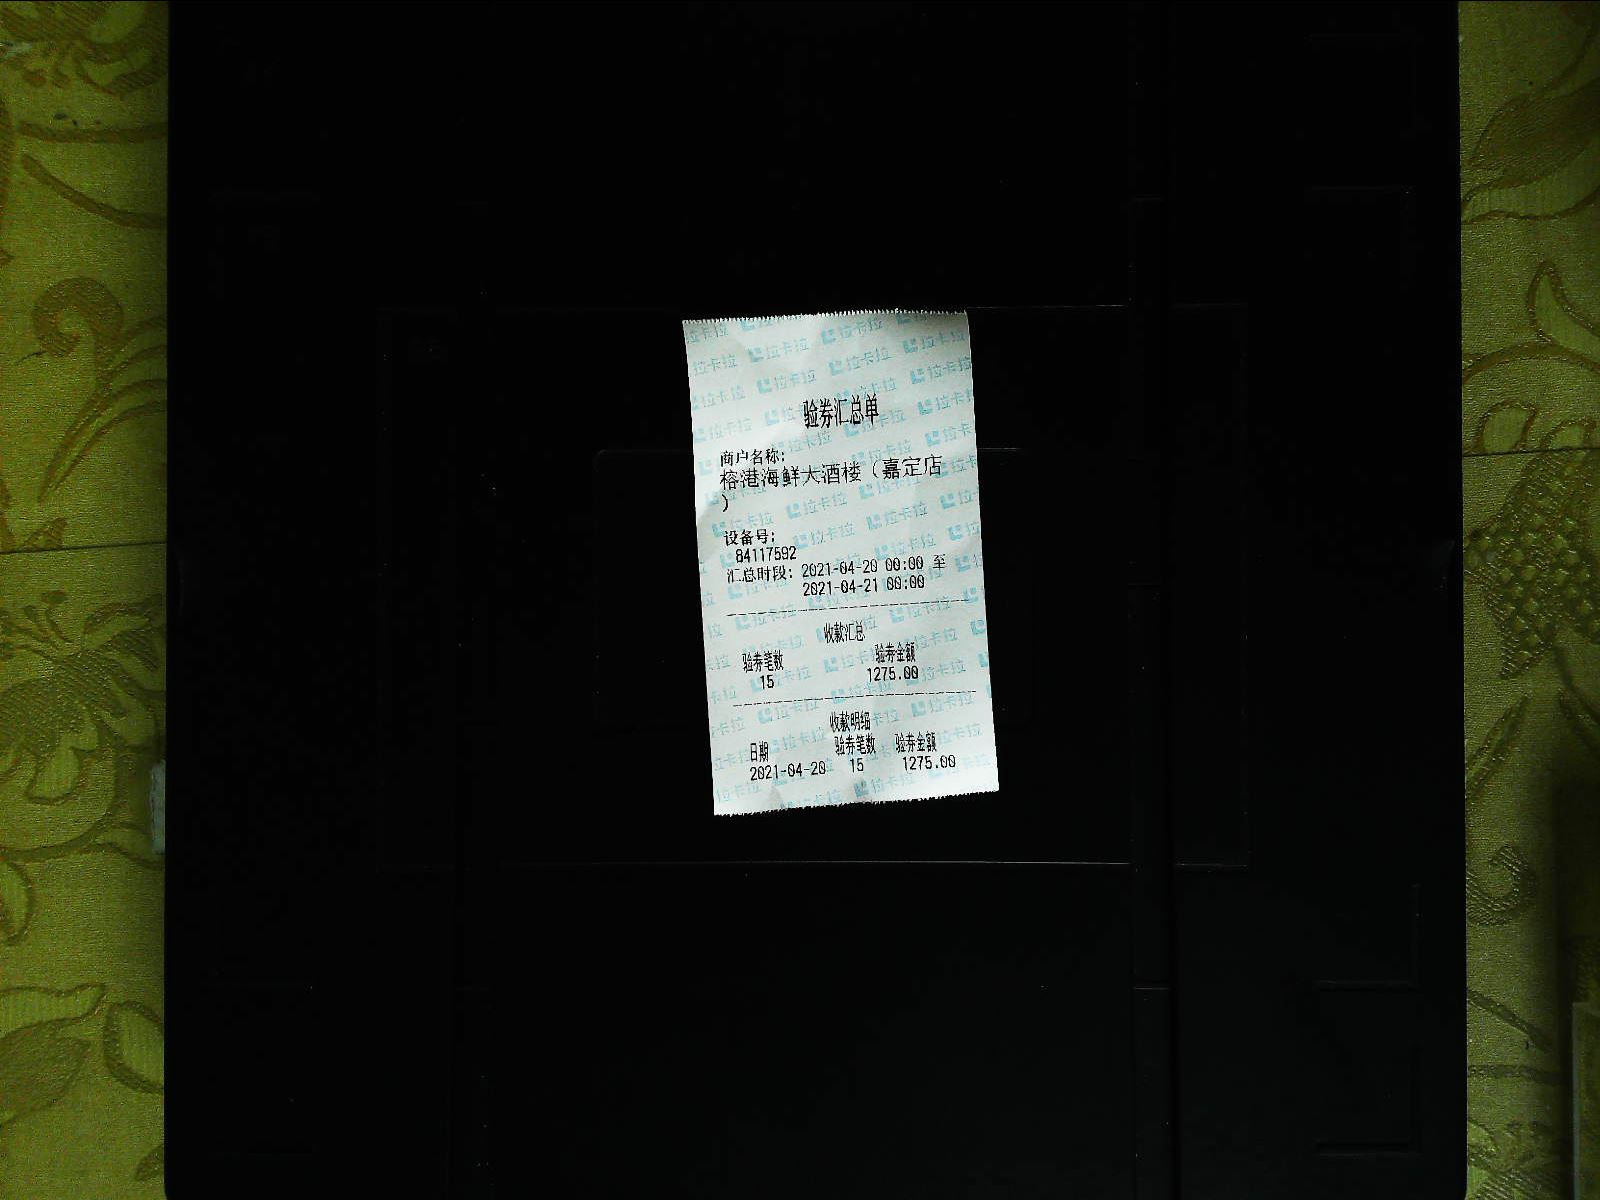 验券汇总单
商户名称:
榕港海鲜大酒楼（嘉定店
）
设备号:
84117592
汇总时段: 2021-04-20 00:00 至
2021-04-21 00:00
收款汇总
验券笔数 验券金额
15 1275.00
收款明细
日期 验券笔数 验券金额
2021-04-20 15 1275.00
拉卡拉